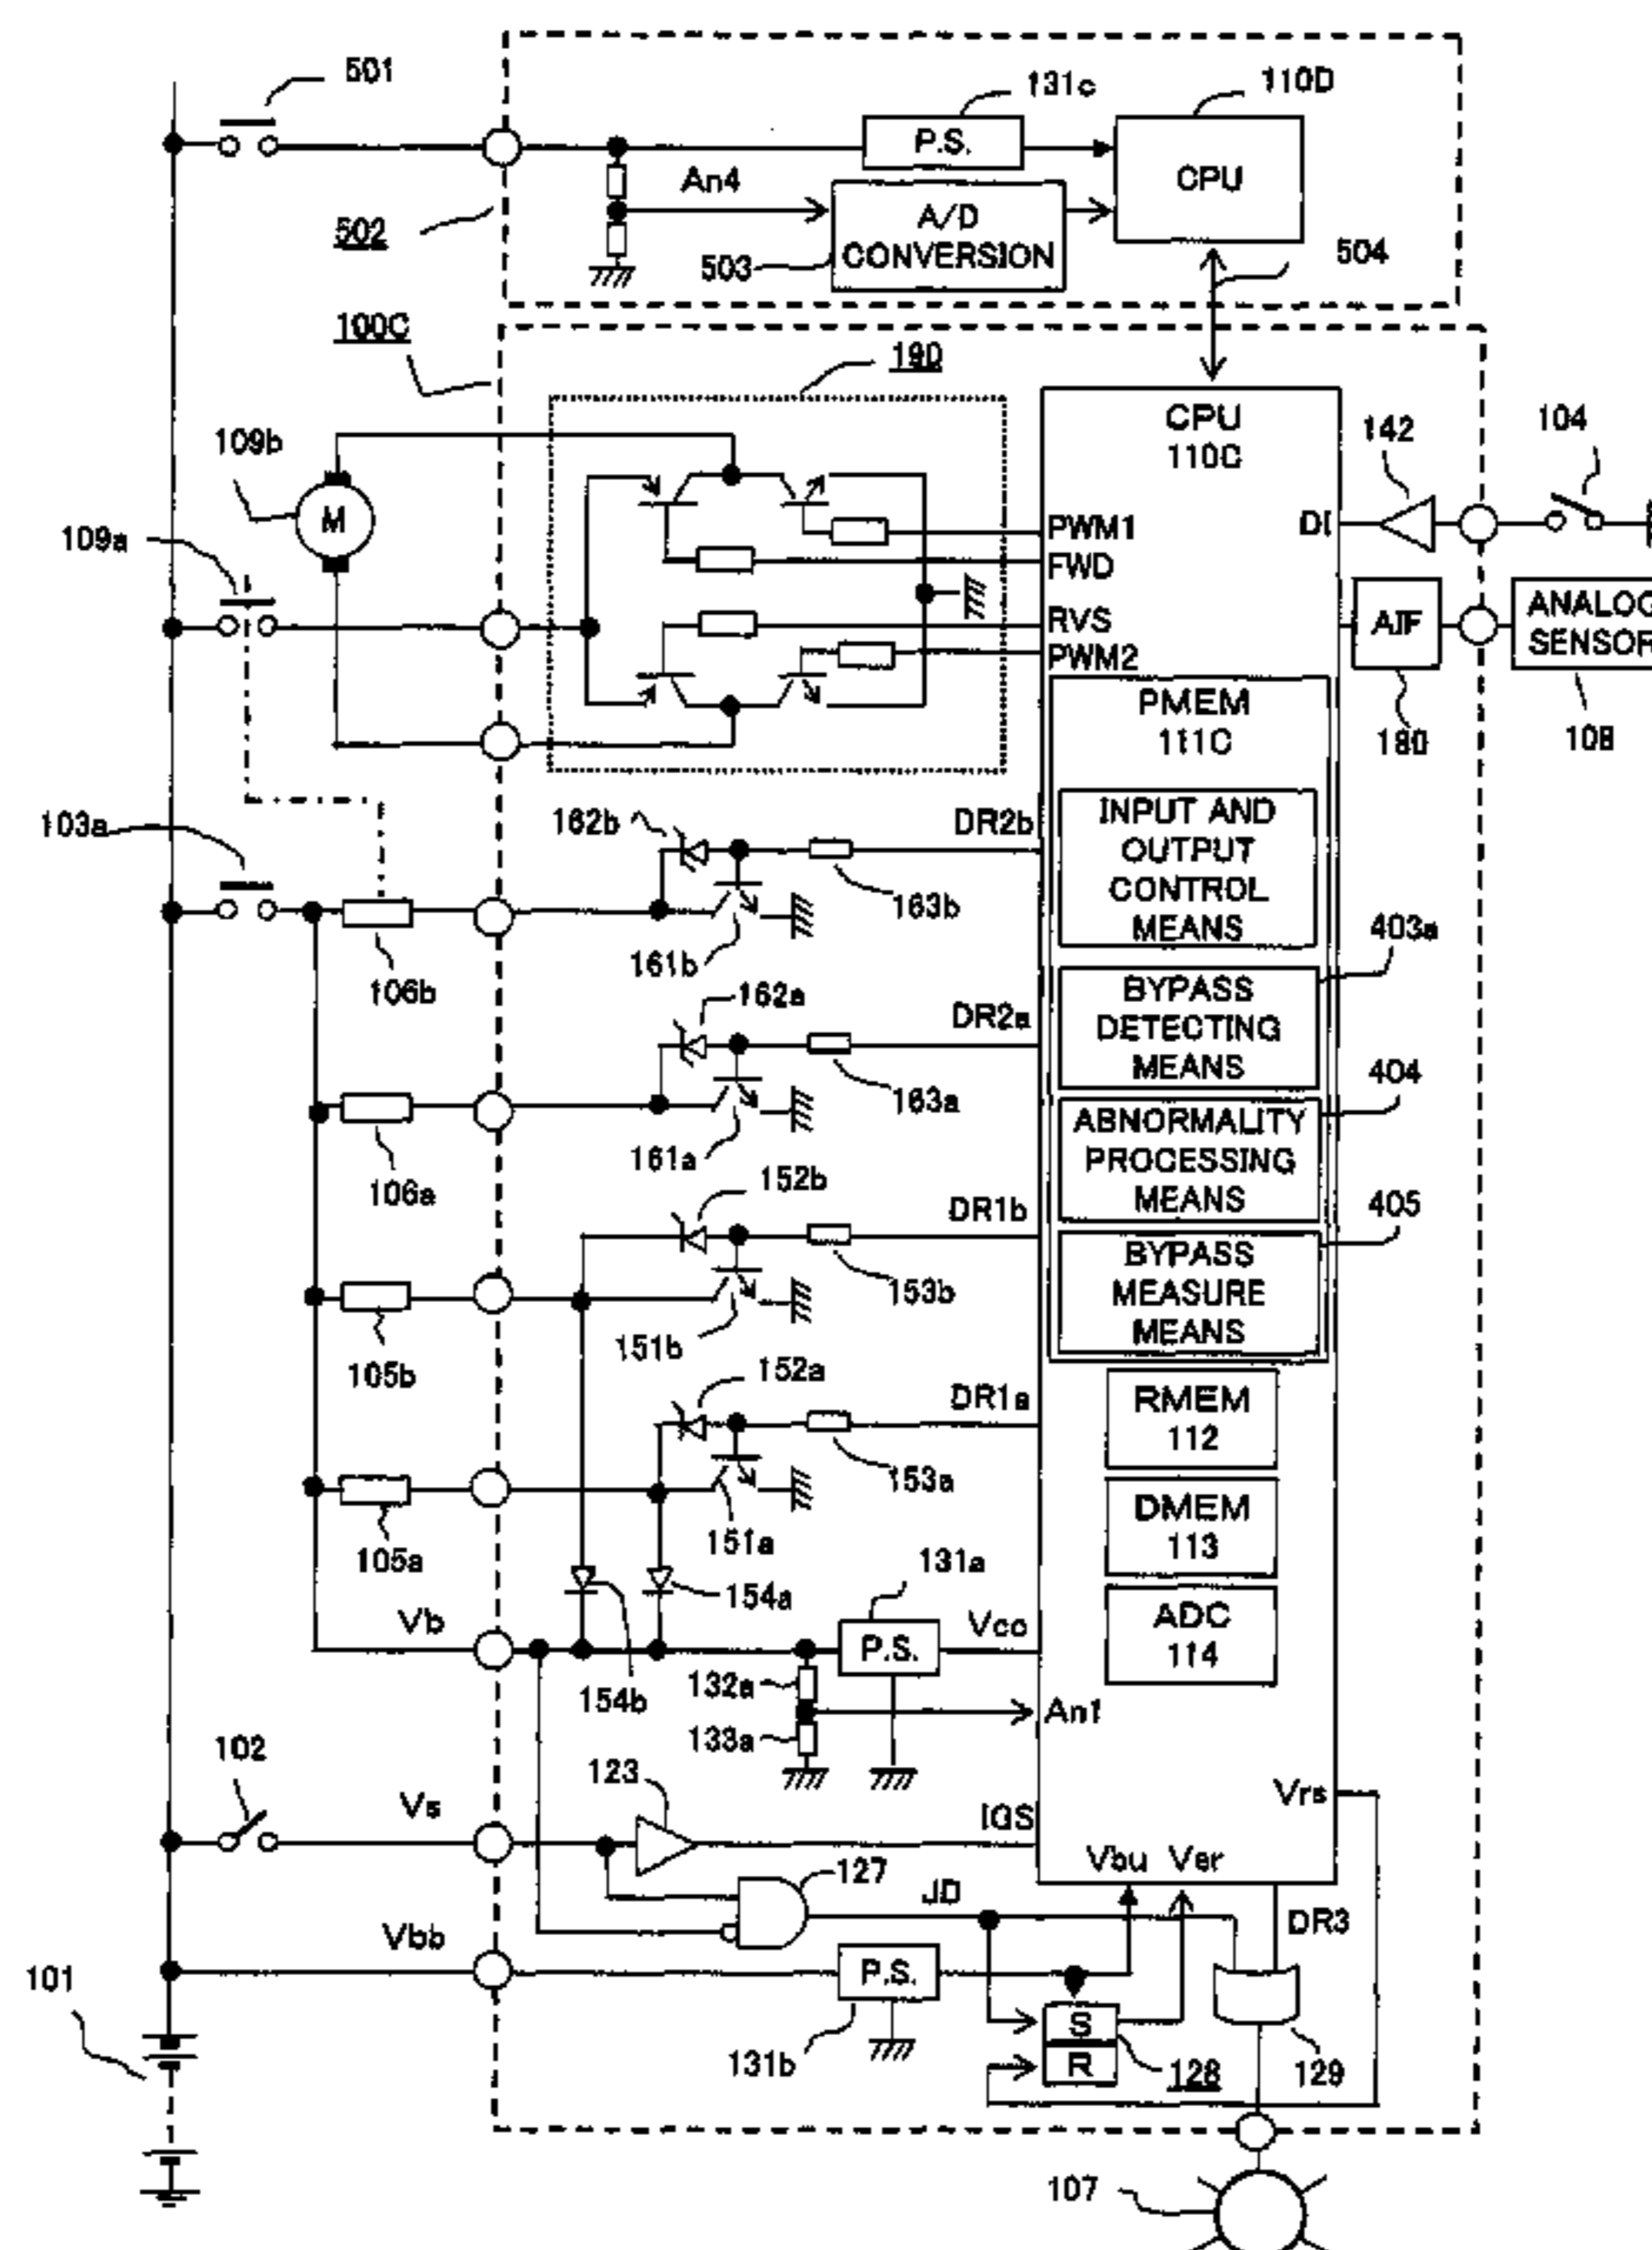 501
131c
110D
P.S.
CPU
An4
A/D
CONVERSION
502
503
504
100C
190
CPU
110C
109b
142
104
M
PWM1
DI
109a
FWD
ANALOG
SENSOR
AIF
RVS
PWM2
PMEM
111C
180
108
103a
162b
DR2b
INPUT AND
OUTPUT
CONTROL
MEANS
163b
403a
161b
106b
162a
DR2a
BYPASS
DETECTING
MEANS
163a
404
161a
106a
ABNORMALITY
PROCESSING
MEANS
152b
DR1b
405
153b
BYPASS
MEASURE
MEANS
151b
105b
152a
DR1a
RMEM
112
153a
151a
DMEM
113
105a
131a
154a
Vb
Vcc
ADC
114
P.S.
132a
154b
An1
133a
102
123
Vs
IGS
Vrs
Vbu
Ver
127
JD
DR3
Vbb
101
P.S.
S
R
131b
128
129
107